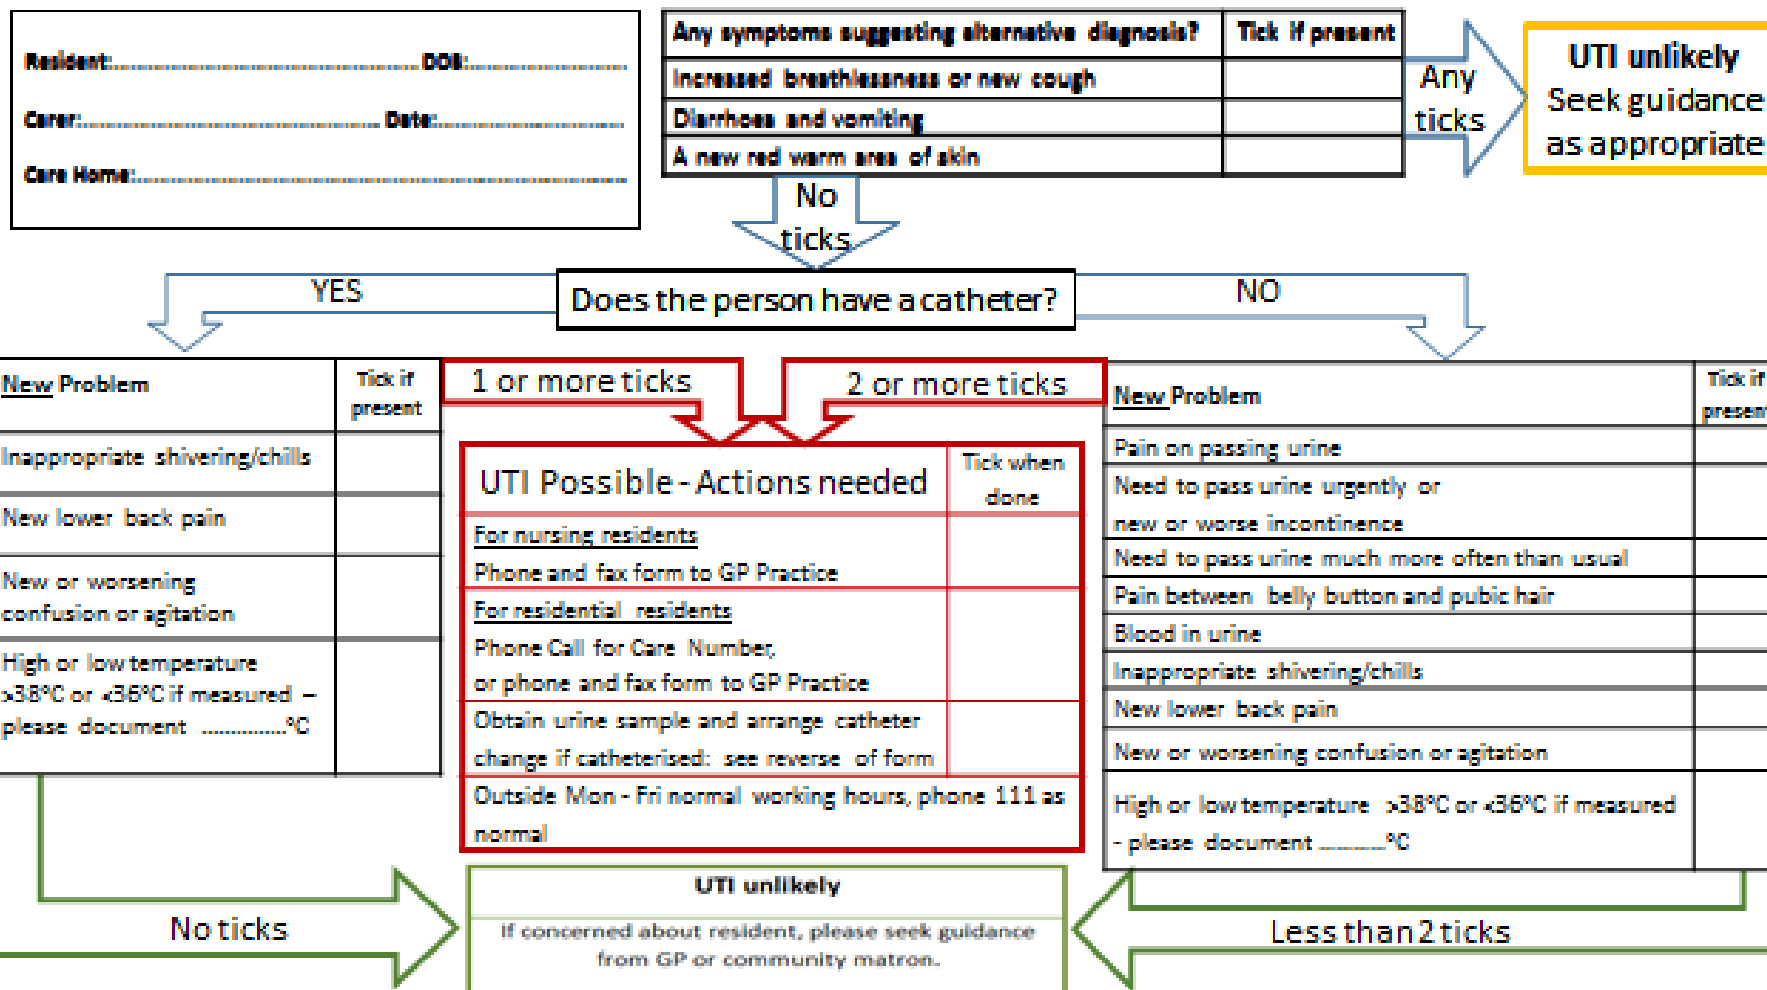 Resident:.................................................. DOB:..........................
Carer:.................................................. Date:..............................
Care Home:................................................................................
Any symptoms suggesting alternative diagnosis? Tick if present
Increased breathlessness or new cough
Diarrhoea and vomiting
A new red warm area of skin
Any
ticks
UTI unlikely
Seek guidance
as appropriate
No
ticks
Does the person have a catheter?
YES
NO
New Problem
Tick if
present
Inappropriate shivering/chills
New lower back pain
New or worsening
confusion or agitation
High or low temperature
>38°C or <36°C if measured –
please document ...............°C
1 or more ticks
2 or more ticks
UTI Possible - Actions needed
Tick when
done
For nursing residents
Phone and fax form to GP Practice
For residential residents
Phone Call for Care Number,
or phone and fax form to GP Practice
Obtain urine sample and arrange catheter
change if catheterised: see reverse of form
Outside Mon - Fri normal working hours, phone 111 as
normal
New Problem
Tick if
present
Pain on passing urine
Need to pass urine urgently or
new or worse incontinence
Need to pass urine much more often than usual
Pain between belly button and pubic hair
Blood in urine
Inappropriate shivering/chills
New lower back pain
New or worsening confusion or agitation
High or low temperature >38°C or <36°C if measured
- please document ............°C
No ticks
UTI unlikely
If concerned about resident, please seek guidance
from GP or community matron.
Less than 2 ticks